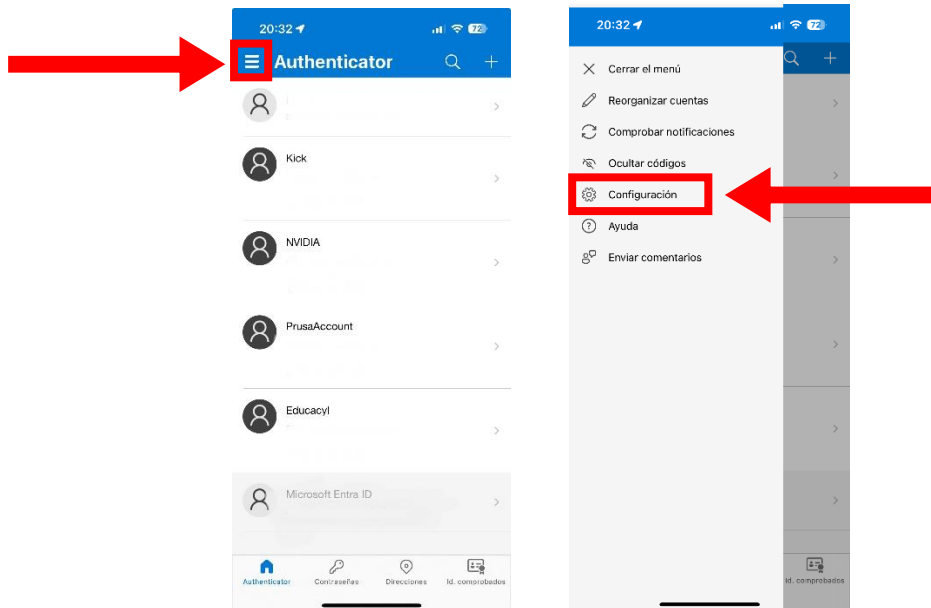 20:32
72
Authenticator
Kick
NVIDIA
PrusaAccount
Educacyl
Microsoft Entra ID
Authenticator
Contraseñas
Direcciones
Id. comprobados
20:32
72
Cerrar el menú
Reorganizar cuentas
Comprobar notificaciones
Ocultar códigos
Configuración
Ayuda
Enviar comentarios
Id. comprobados